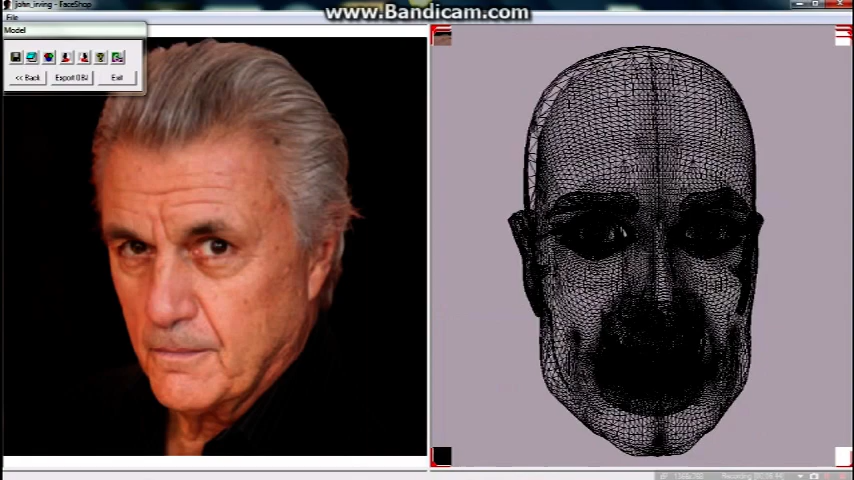 www.Bandicam.com
john_irving - FaceShop
File
Model
<< Back
Export OBJ
Exit